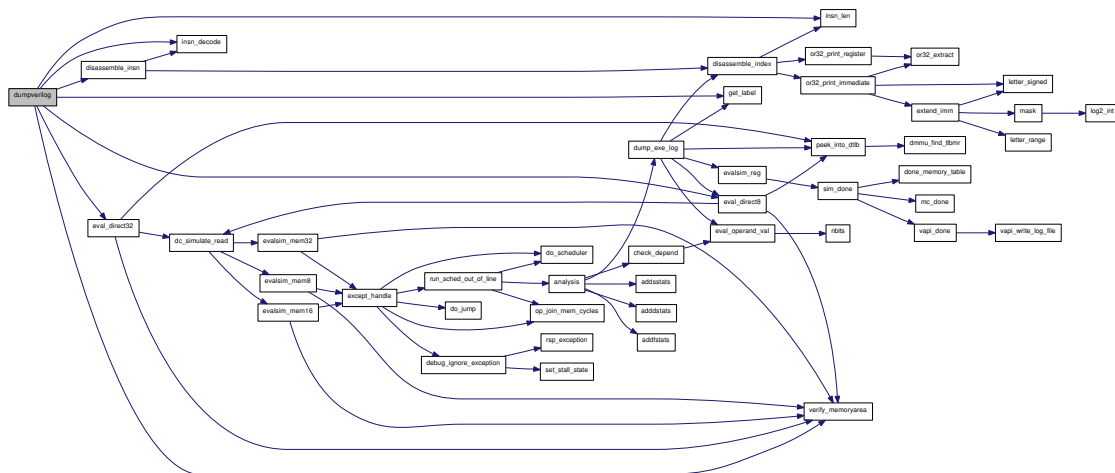 insn_len
insn_decode
or32_print_register
or32_extract
disassemble_insn
disassemble_index
or32_print_immediate
letter_signed
dumpverilog
get_label
extend_imm
mask
log2_int
letter_range
dump_exe_log
peek_into_dtlb
dmmu_find_tlbmr
evalsim_reg
done_memory_table
sim_done
eval_direct8
mc_done
eval_direct32
eval_operand_val
nbits
vapi_done
vapi_write_log_file
dc_simulate_read
evalsim_mem32
check_depend
do_scheduler
run_sched_out_of_line
analysis
addsstats
evalsim_mem8
except_handle
do_jump
op_join_mem_cycles
adddstats
evalsim_mem16
rsp_exception
addfstats
debug_ignore_exception
set_stall_state
verify_memoryarea